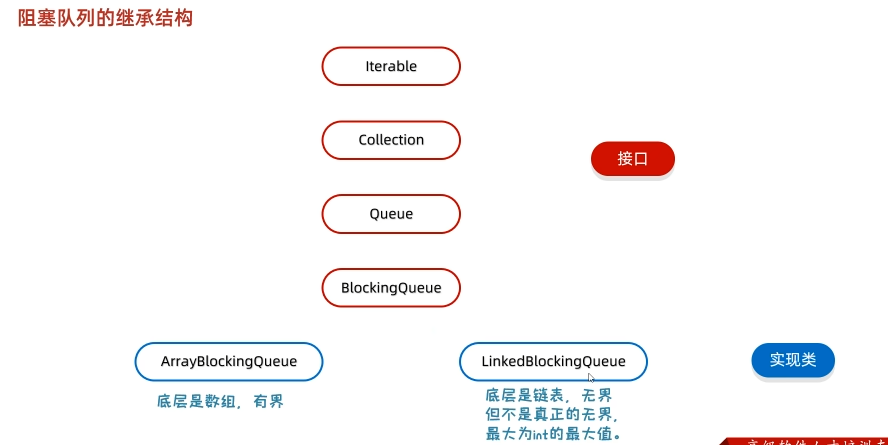 阻塞队列的继承结构
Iterable
Collection
接口
Queue
BlockingQueue
ArrayBlockingQueue
LinkedBlockingQueue
实现类
底层是数组，有界
底层是链表，无界
但不是真正的无界，
最大为int的最大值。